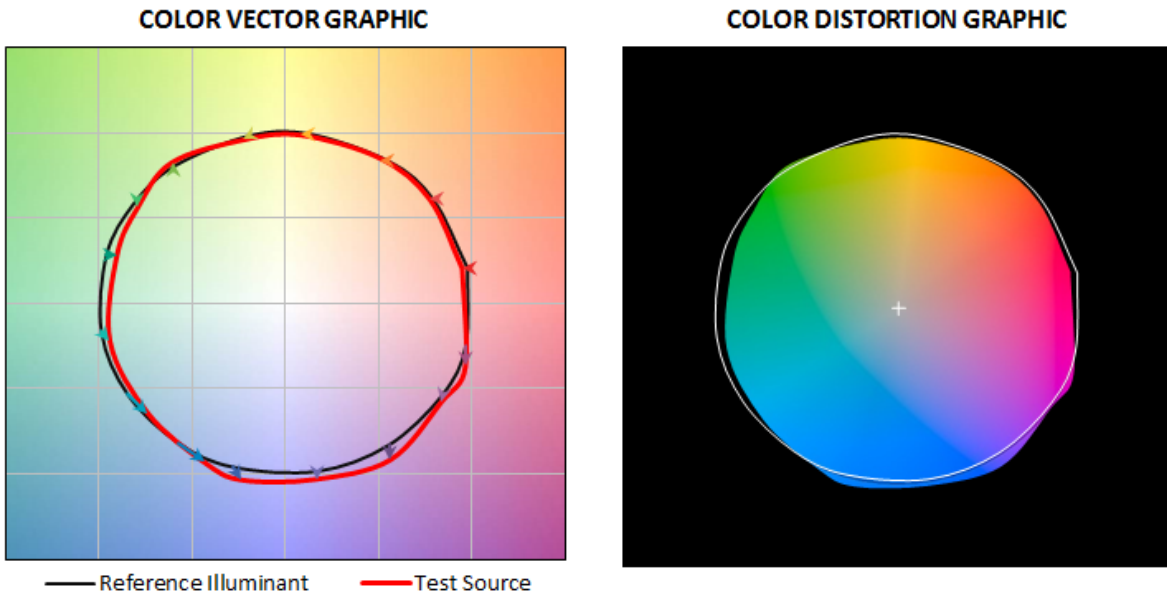 COLOR VECTOR GRAPHIC
COLOR DISTORTION GRAPHIC
Reference Illuminant
Test Source